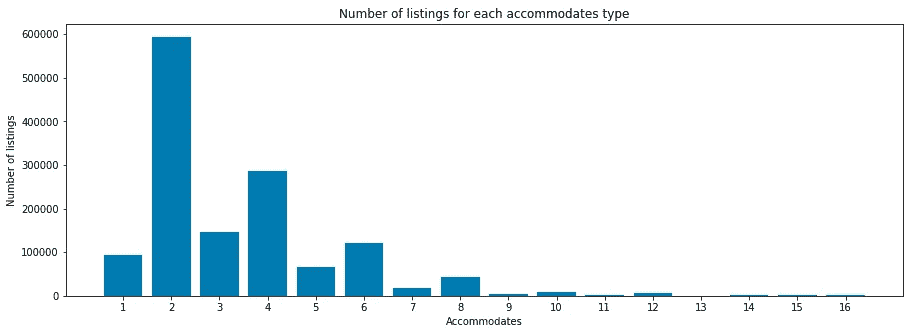 Number of listings for each accommodates type
Number of listings
600000
500000
400000
300000
200000
100000
0
1 2 3 4 5 6 7 8 9 10 11 12 13 14 15 16
Accommodates